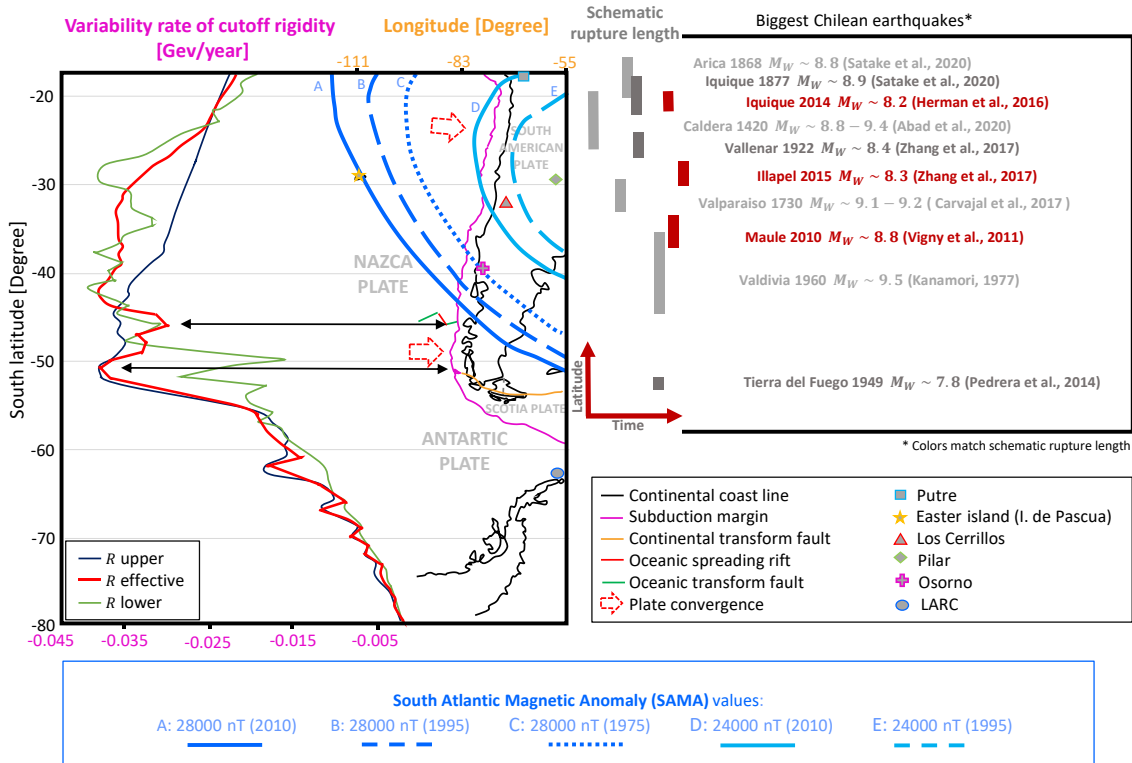 Variability rate of cutoff rigidity
[Gev/year]
Longitude [Degree]
-111
-83
-55
Schematic
rupture length
Biggest Chilean earthquakes*
A
B
C
D
E
South latitude [Degree]
-20
-30
-40
-50
-60
-70
-80
-0.045
-0.035
-0.025
-0.015
-0.005
SOUTH
AMERICAN
PLATE
NAZCA
PLATE
SCOTIA PLATE
ANTARTIC
PLATE
R upper
R effective
R lower
Arica 1868 M_W ~ 8.8 (Satake et al., 2020)
Iquique 1877 M_W ~ 8.9 (Satake et al., 2020)
Iquique 2014 M_W ~ 8.2 (Herman et al., 2016)
Caldera 1420 M_W ~ 8.8 − 9.4 (Abad et al., 2020)
Vallenar 1922 M_W ~ 8.4 (Zhang et al., 2017)
Illapel 2015 M_W ~ 8.3 (Zhang et al., 2017)
Valparaiso 1730 M_W ~ 9.1 − 9.2 ( Carvajal et al., 2017 )
Maule 2010 M_W ~ 8.8 (Vigny et al., 2011)
Valdivia 1960 M_W ~ 9.5 (Kanamori, 1977)
Tierra del Fuego 1949 M_W ~ 7.8 (Pedrera et al., 2014)
Latitude
Time
* Colors match schematic rupture length
Continental coast line
Subduction margin
Continental transform fault
Oceanic spreading rift
Oceanic transform fault
Plate convergence
Putre
Easter island (I. de Pascua)
Los Cerrillos
Pilar
Osorno
LARC
South Atlantic Magnetic Anomaly (SAMA) values:
A: 28000 nT (2010)
B: 28000 nT (1995)
C: 28000 nT (1975)
D: 24000 nT (2010)
E: 24000 nT (1995)